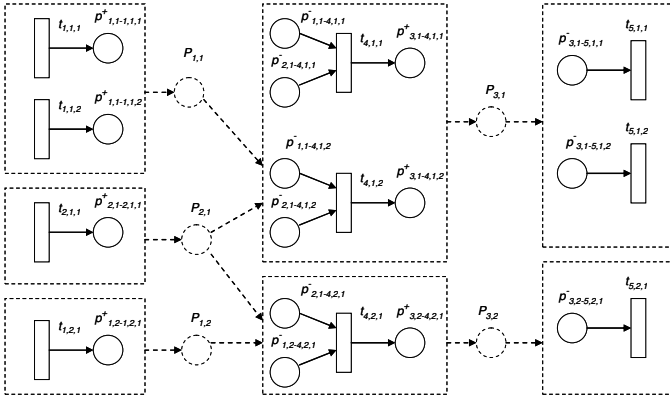 t1,1,1 p+1,1-1,1,1
t1,1,2 p+1,1-1,1,2
P1,1
p-1,1-4,1,1
p-2,1-4,1,1
t4,1,1 p+3,1-4,1,1
p-1,1-4,1,2
p-2,1-4,1,2
t4,1,2 p+3,1-4,1,2
P3,1
p-3,1-5,1,1 t5,1,1
p-3,1-5,1,2 t5,1,2
t2,1,1 p+2,1-2,1,1
P2,1
t1,2,1 p+1,2-1,2,1
P1,2
p-2,1-4,2,1
p-1,2-4,2,1
t4,2,1 p+3,2-4,2,1
P3,2
p-3,2-5,2,1 t5,2,1